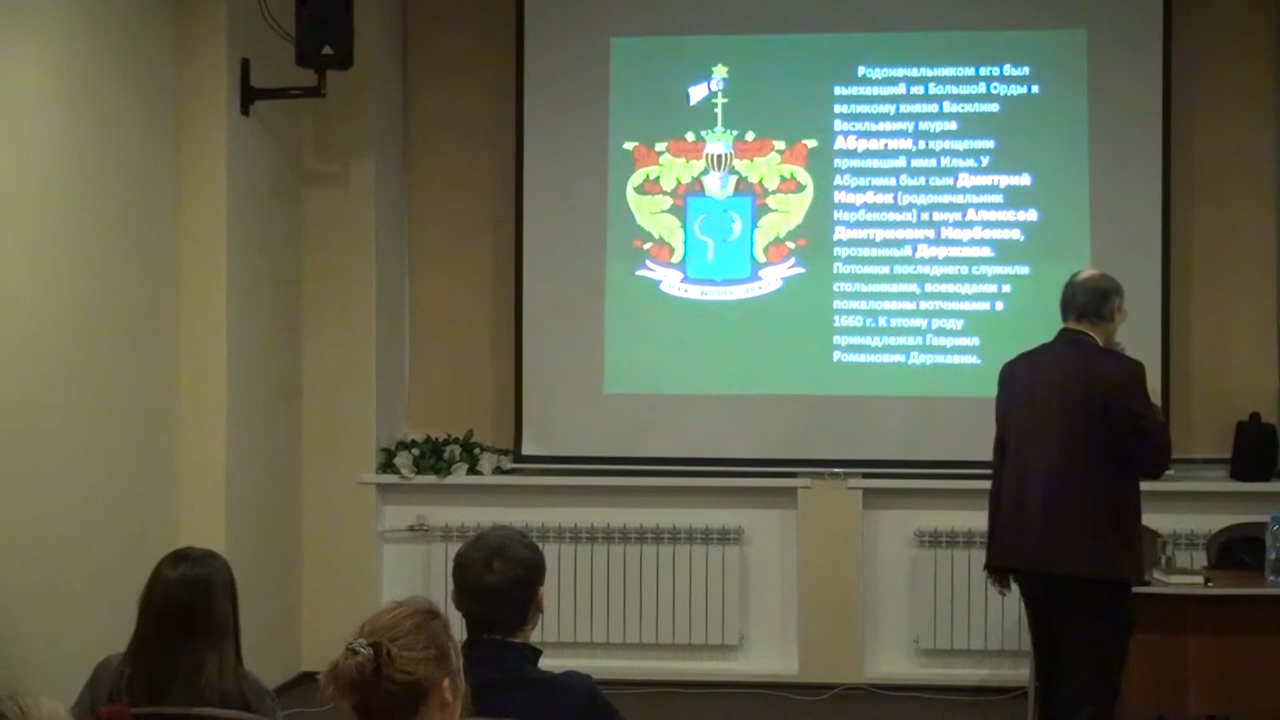 Родоначальником его был
выехавший из Большой Орды к
великому князю Василию
Васильевичу мурза
Абрагим, в крещении
принявший имя Ильи. У
Абрагима был сын Дмитрий
Нарбек (родоначальник
Нарбековых) и внук Алексей
Дмитриевич Нарбеков,
прозванный Держава.
Потомки последнего служили
стольниками, воеводами и
пожалованы вотчинами в
1660 г. К этому роду
принадлежал Гавриил
Романович Державин.